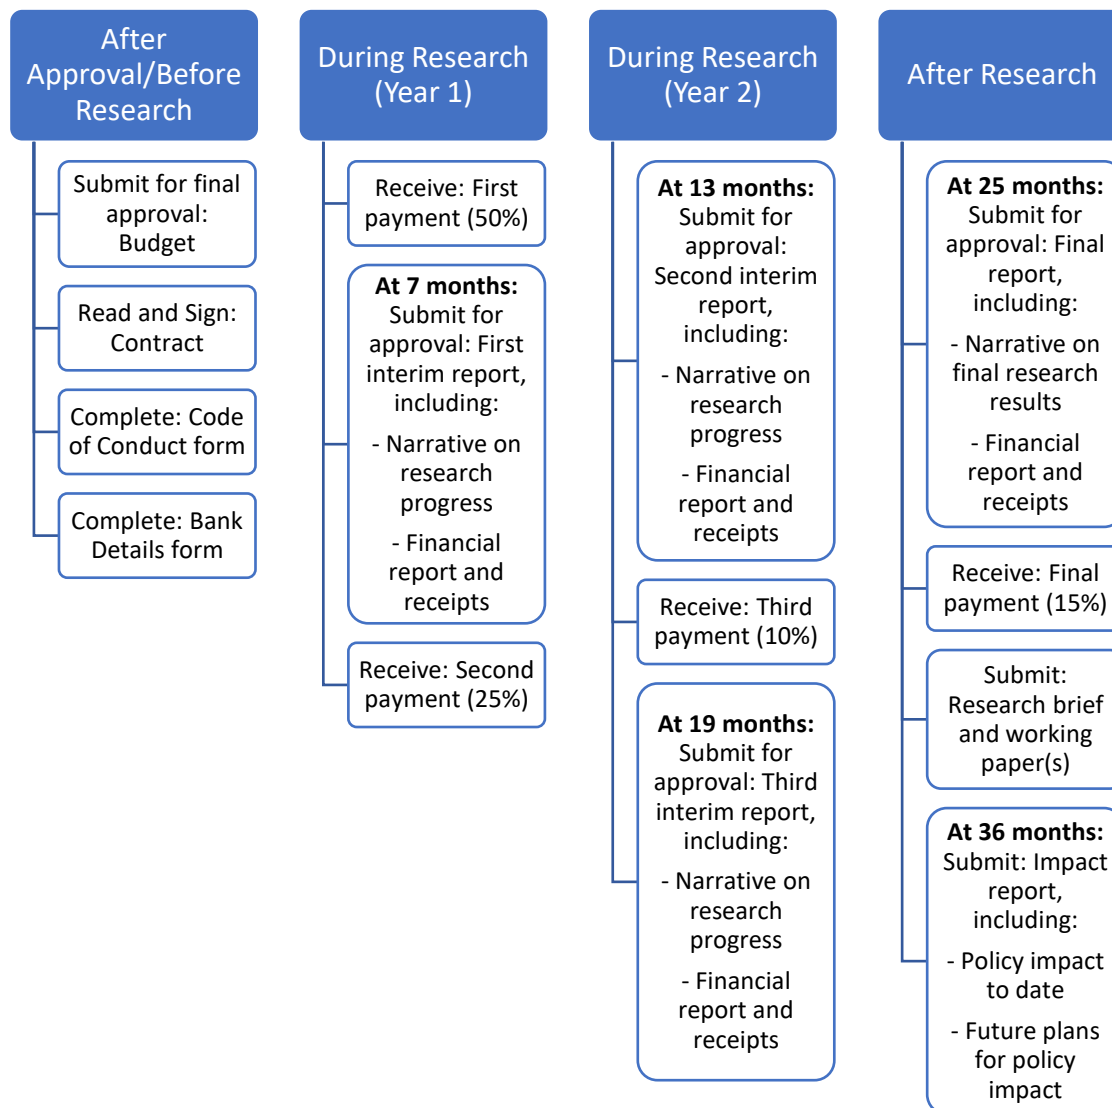 After
Approval/Before
Research
Submit for final
approval:
Budget
Read and Sign:
Contract
Complete: Code
of Conduct form
Complete: Bank
Details form
During Research
(Year 1)
Receive: First
payment (50%)
At 7 months:
Submit for
approval: First
interim report,
including:
- Narrative on
research
progress
- Financial
report and
receipts
Receive: Second
payment (25%)
During Research
(Year 2)
At 13 months:
Submit for
approval:
Second interim
report,
including:
- Narrative on
research
progress
- Financial
report and
receipts
Receive: Third
payment (10%)
At 19 months:
Submit for
approval: Third
interim report,
including:
- Narrative on
research
progress
- Financial
report and
receipts
After Research
At 25 months:
Submit for
approval: Final
report,
including:
- Narrative on
final research
results
- Financial
report and
receipts
Receive: Final
payment (15%)
Submit:
Research brief
and working
paper(s)
At 36 months:
Submit: Impact
report,
including:
- Policy impact
to date
- Future plans
for policy
impact